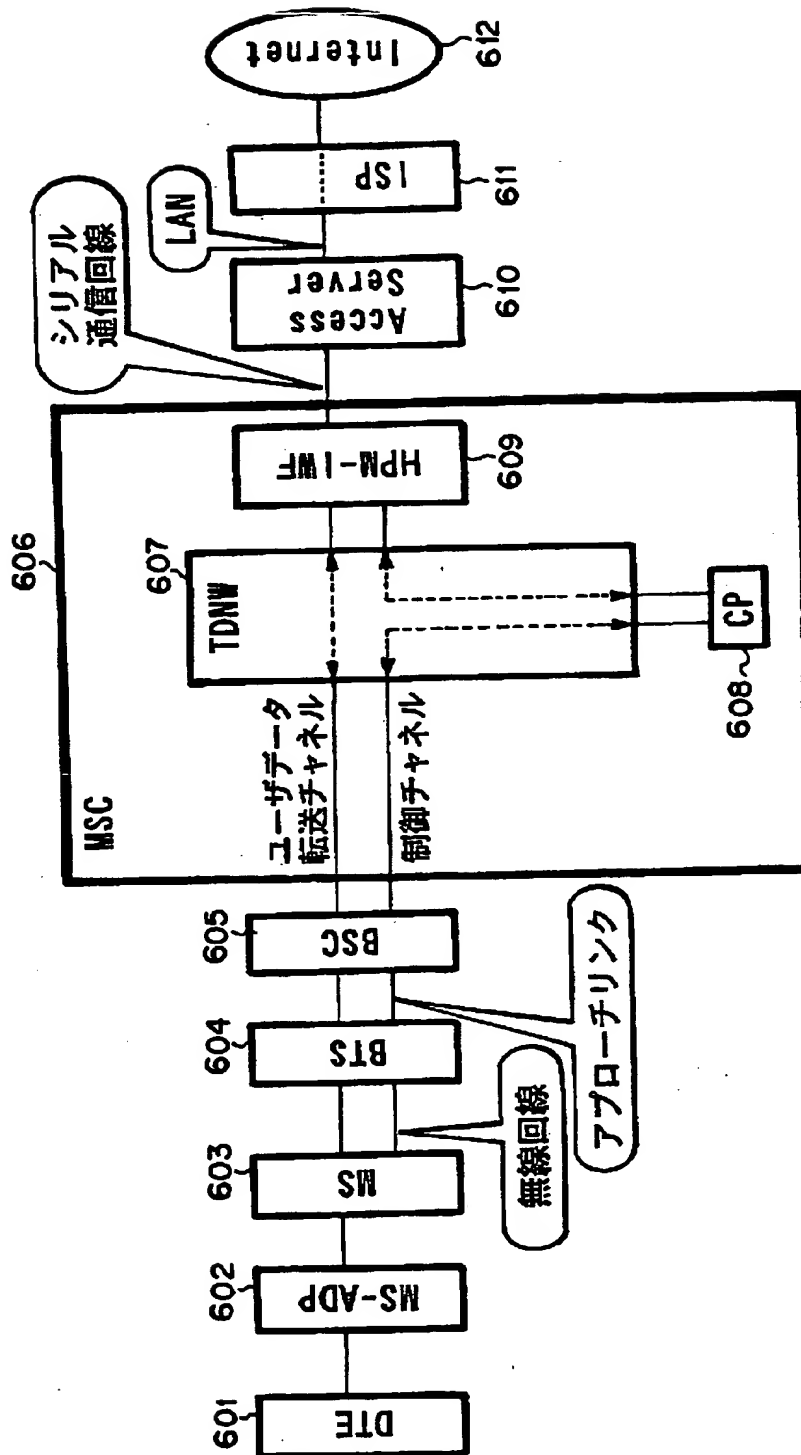 601
DTE
602
MS-ADP
603
MS
無線回線
604
BTS
アプローチリンク
605
BSC
606
MSC
ユーザデータ
転送チャネル
制御チャネル
607
TDNW
608
CP
HPM-IWF
609
シリアル
通信回線
Access
Server
610
LAN
ISP
611
Internet
612